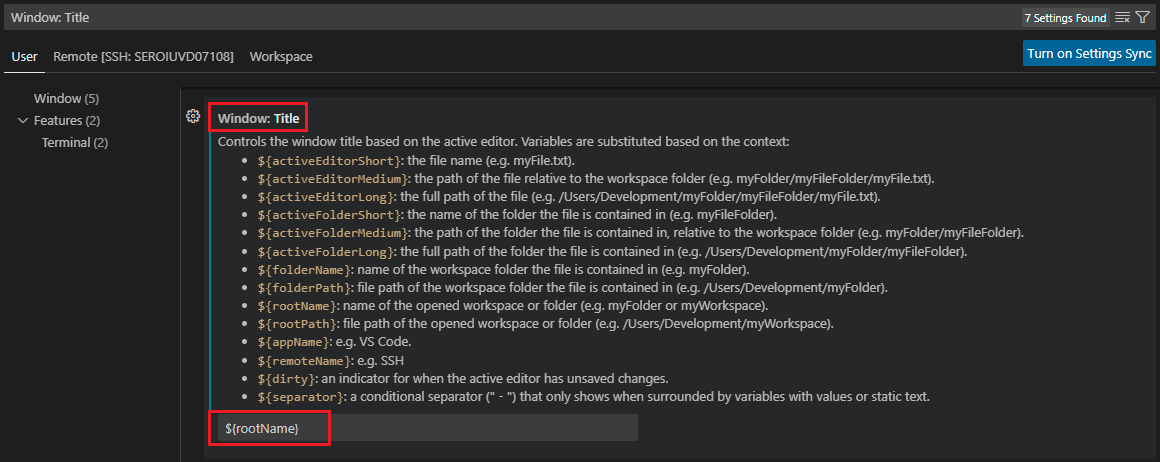 Window: Title
7 Settings Found
User
Remote [SSH: SEROIUVD07108]
Workspace
Turn on Settings Sync
Window (5)
Features (2)
Terminal (2)
Window: Title
Controls the window title based on the active editor. Variables are substituted based on the context:
• ${activeEditorShort}: the file name (e.g. myFile.txt).
• ${activeEditorMedium}: the path of the file relative to the workspace folder (e.g. myFolder/myFileFolder/myFile.txt).
• ${activeEditorLong}: the full path of the file (e.g. /Users/Development/myFolder/myFileFolder/myFile.txt).
• ${activeFolderShort}: the name of the folder the file is contained in (e.g. myFileFolder).
• ${activeFolderMedium}: the path of the folder the file is contained in, relative to the workspace folder (e.g. myFolder/myFileFolder).
• ${activeFolderLong}: the full path of the folder the file is contained in (e.g. /Users/Development/myFolder/myFileFolder).
• ${folderName}: name of the workspace folder the file is contained in (e.g. myFolder).
• ${folderPath}: file path of the workspace folder the file is contained in (e.g. /Users/Development/myFolder).
• ${rootName}: name of the opened workspace or folder (e.g. myFolder or myWorkspace).
• ${rootPath}: file path of the opened workspace or folder (e.g. /Users/Development/myWorkspace).
• ${appName}: e.g. VS Code.
• ${remoteName}: e.g. SSH
• ${dirty}: an indicator for when the active editor has unsaved changes.
• ${separator}: a conditional separator (" - ") that only shows when surrounded by variables with values or static text.
${rootName}